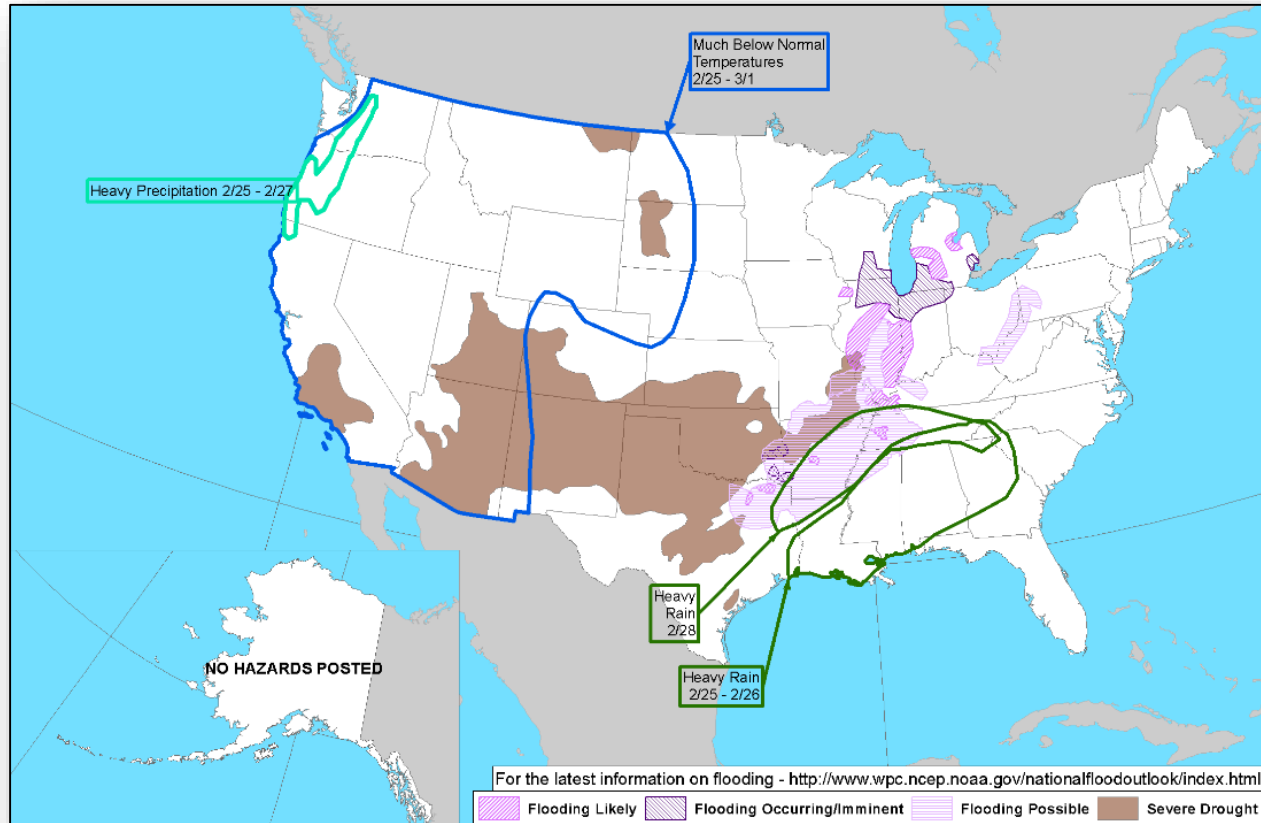 Much Below Normal
Temperatures
2/25 - 3/1
Heavy Precipitation 2/25 - 2/27
Heavy
Rain
2/28
NO HAZARDS POSTED
Heavy Rain
2/25 - 2/26
For the latest information on flooding - http://www.wpc.ncep.noaa.gov/nationalfloodoutlook/index.html
Flooding Likely Flooding Occurring/Imminent Flooding Possible Severe Drought